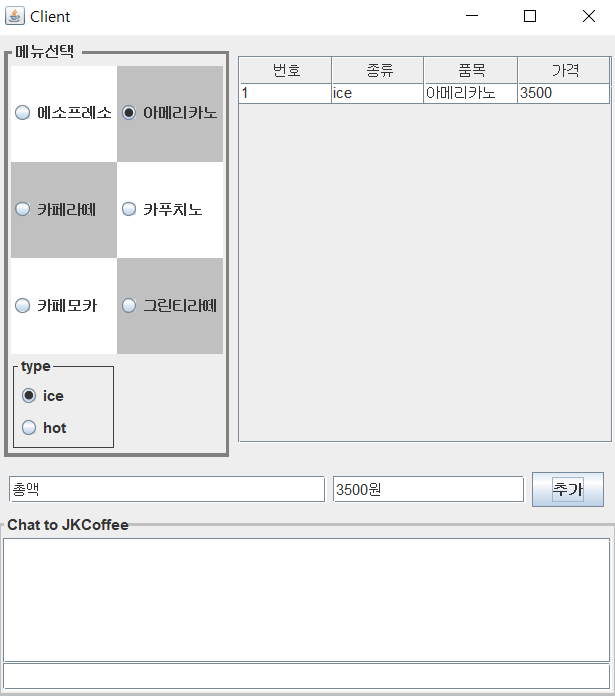 Client
메뉴선택
에소프레소 아메리카노
카페라떼 카푸치노
카페모카 그린티라떼
type
ice
hot
번호 종류 품목 가격
1 ice 아메리카노 3500
총액 3500원 추가
Chat to JKCoffee